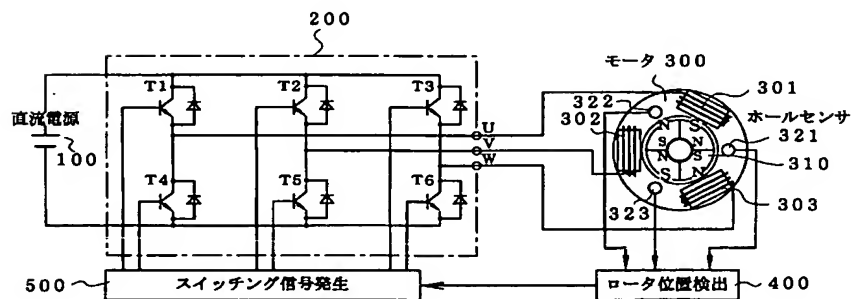 200
モータ 300
301
T1
T2
T3
322
ホールセンサ
302
321
直流電源
100
U
V
W
N
S
S
N
S
N
S
N
310
T4
T5
T6
323
303
500
スイッチング信号発生
ロータ位置検出
400